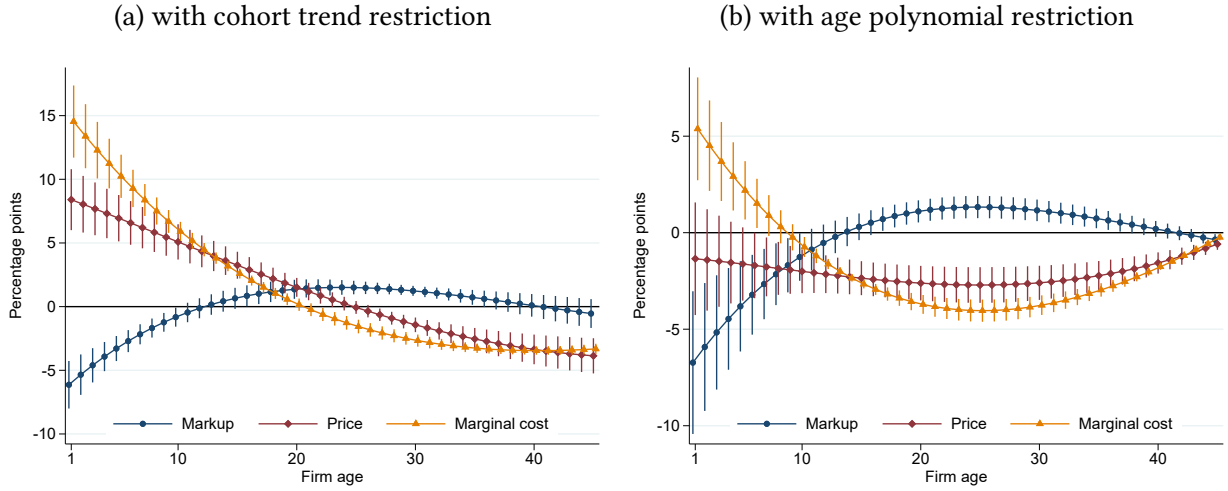 (a) with cohort trend restriction
Percentage points
15
10
5
0
-5
-10
Markup
Price
Marginal cost
1
10
20
30
40
Firm age
(b) with age polynomial restriction
Percentage points
5
0
-5
-10
Markup
Price
Marginal cost
1
10
20
30
40
Firm age